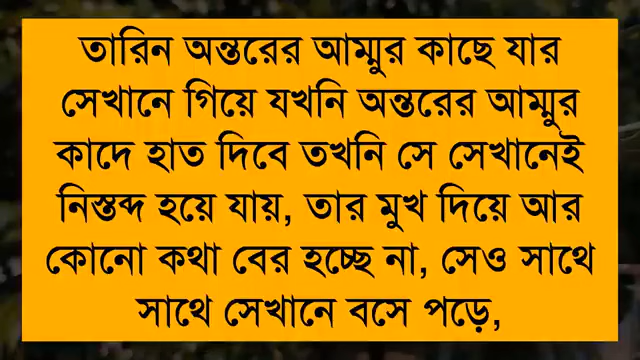 তারিন অন্তরের আম্মুর কাছে যার
সেখানে গিয়ে যখনি অন্তরের আম্মুর
কাদে হাত দিবে তখনি সে সেখানেই
নিস্তব্দ হয়ে যায়, তার মুখ দিয়ে আর
কোনো কথা বের হচ্ছে না, সেও সাথে
সাথে সেখানে বসে পড়ে,